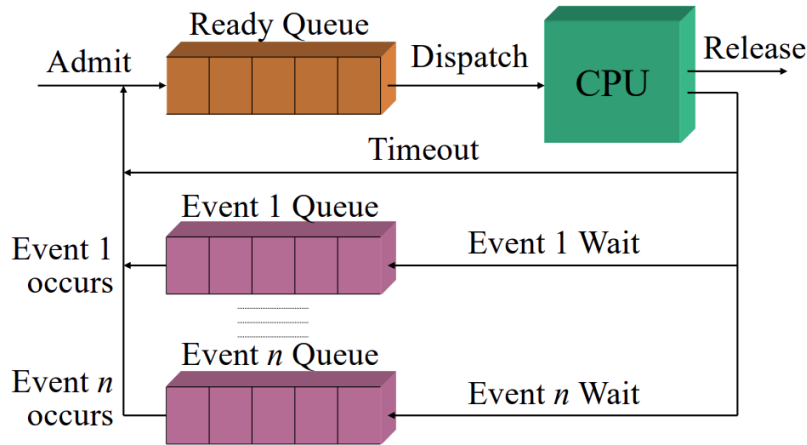 Ready Queue
Admit
Dispatch
CPU
Release
Timeout
Event 1 Queue
Event 1
occurs
Event 1 Wait
Event n Queue
Event n
occurs
Event n Wait